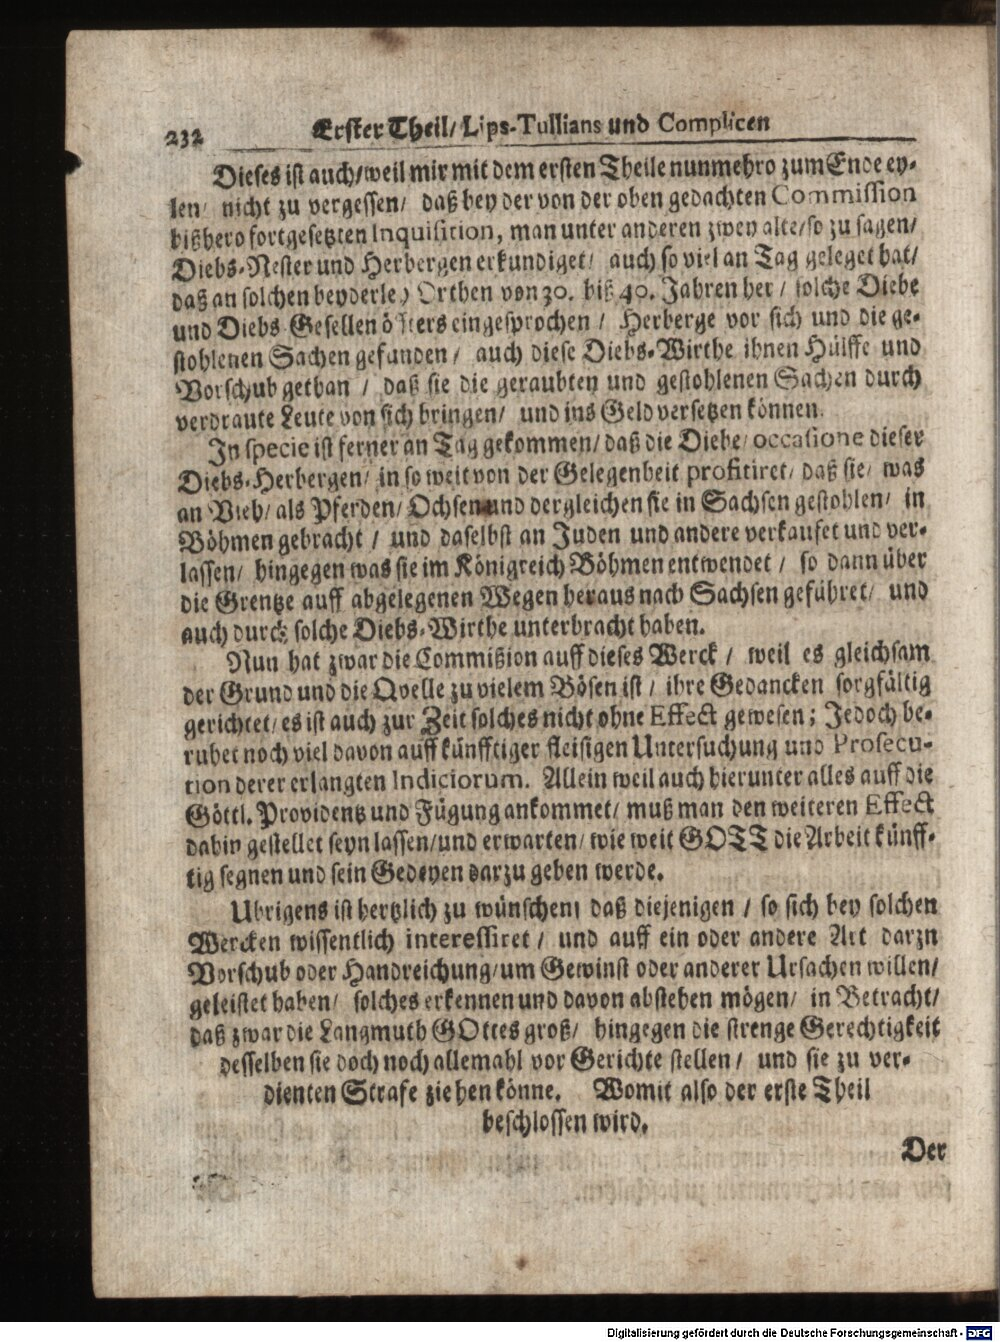 232 Erster Theil/ Lips-Tullians und Complicen
Dieses ist auch/weil mir mit dem ersten Theile nunmehro zum Ende ey-
len/ nicht zu vergessen/ daß bey der von der oben gedachten Commission
bißhero fortgesetzten Inquisition, man unter anderen zwey alte/so zu sagen/
Diebs-Nester und Herbergen erkundiget/ auch so viel an Tag geleget hat/
daß an solchen beyderley Orthen von 30. biß 40. Jahren her/ solche Diebe
und Diebs Gesellen öffters eingesprochen/ Herberge vor sich und die ge-
stohlenen Sachen gefunden/ auch diese Diebs-Wirthe ihnen Hülffe und
Vorschub gethan/ daß sie die geraubten und gestohlenen Sachen durch
verdraute Leute von sich bringen/ und ins Geld versetzen können.
In specie ist ferner an Tag gekommen/ daß die Diebe/ occasione dieser
Diebs-Herbergen/ in so weit von der Gelegenheit profitiret/ daß sie/ was
an Vieh/ als Pferden/ Ochsen und dergleichen sie in Sachsen gestohlen/ in
Böhmen gebracht/ und daselbst an Juden und andere verkaufet und ver-
lassen/ hingegen was sie im Königreich Böhmen entwendet/ so dann über
die Grentze auff abgelegenen Wegen heraus nach Sachsen geführet/ und
auch durch solche Diebs-Wirthe unterbracht haben.
Nun hat zwar die Commißion auff dieses Werck/ weil es gleichsam
der Grund und die Qvelle zu vielem Bösen ist/ ihre Gedancken sorgfältig
gerichtet/ es ist auch zur Zeit solches nicht ohne Effect gewesen; Jedoch be-
ruhet noch viel davon auff künfftiger fleisigen Untersuchung und Prosecu-
tion derer erlangten Indiciorum. Allein weil auch hierunter alles auff die
Göttl. Providentz und Fügung ankommet/ muß man den weiteren Effect
dahin gestellet seyn lassen/und erwarten/ wie weit GOTT die Arbeit künff-
tig segnen und sein Gedeyen darzu geben werde.
Ubrigens ist hertzlich zu wünschen/ daß diejenigen/ so sich bey solchen
Wercken wissentlich interessiret/ und auff ein oder andere Art darzn
Vorschub oder Handreichung/um Gewinst oder anderer Ursachen willen/
geleistet haben/ solches erkennen und davon abstehen mögen/ in Betracht/
daß zwar die Langmuth GOttes groß/ hingegen die strenge Gerechtigkeit
desselben sie doch noch allemahl vor Gerichte stellen/ und sie zu ver-
dienten Strafe ziehen könne. Womit also der erste Theil
beschlossen wird.
Der
Digitalisierung gefördert durch die Deutsche Forschungsgemeinschaft - DFG